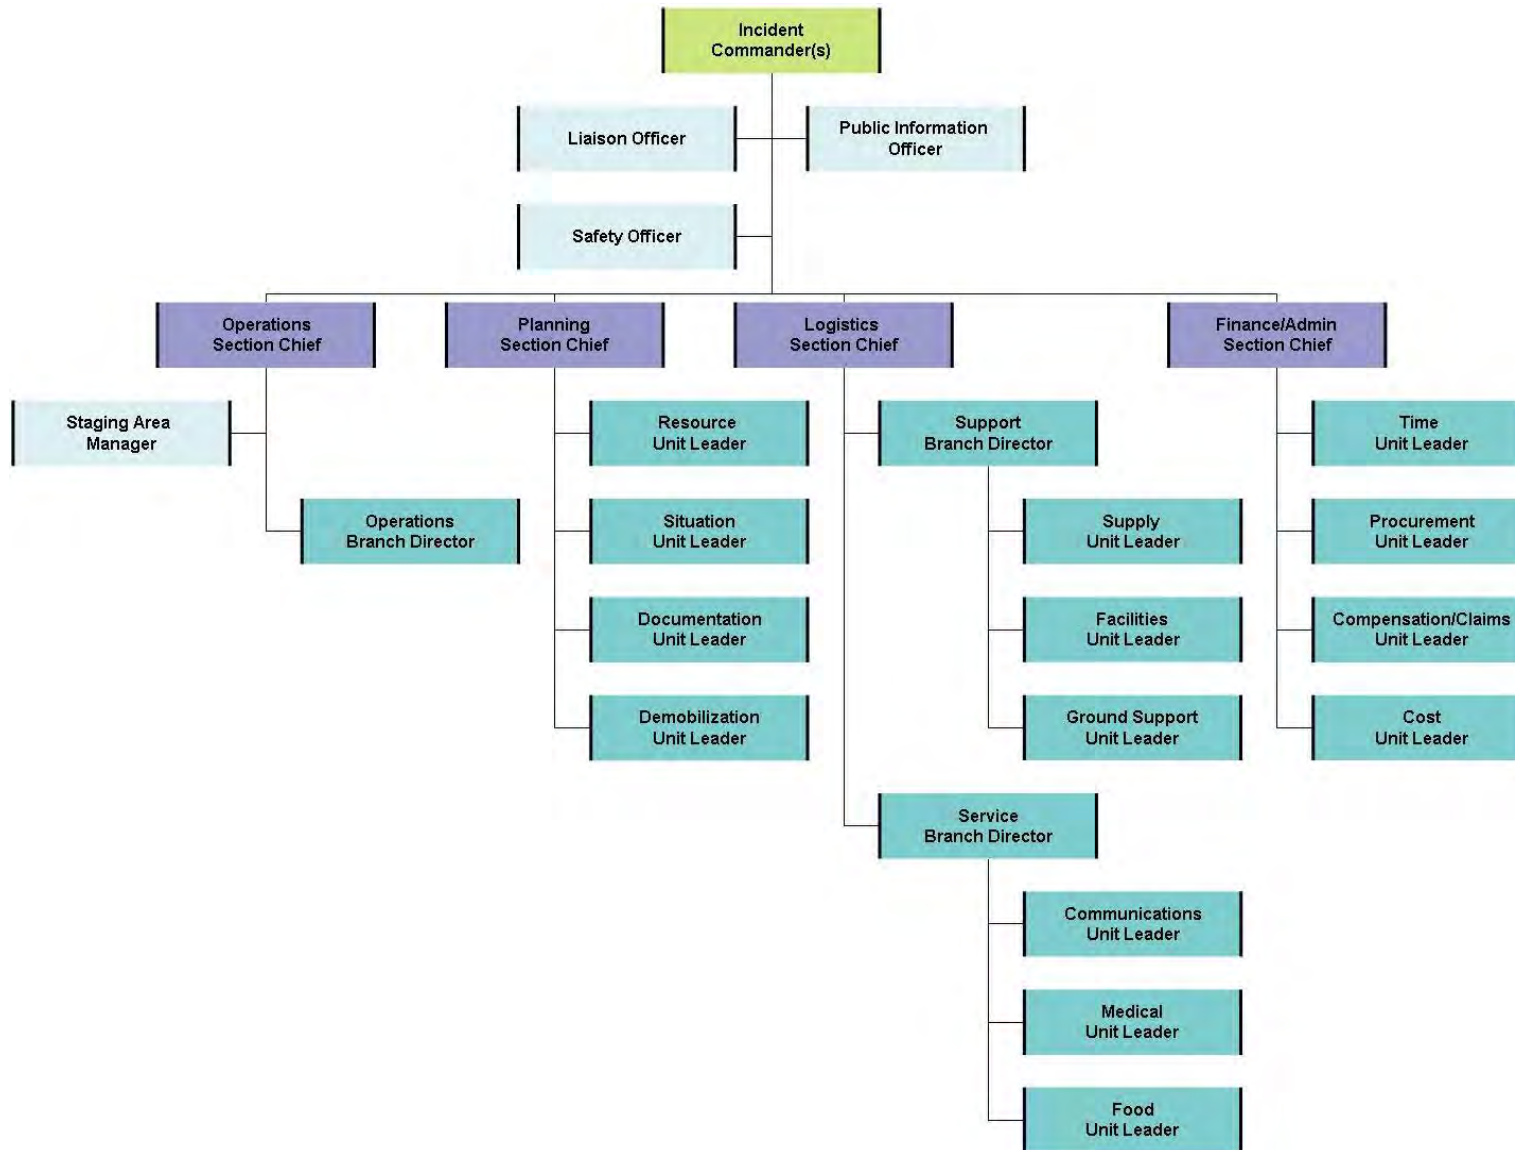 Incident
Commander(s)
Liaison Officer
Public Information
Officer
Safety Officer
Operations
Section Chief
Planning
Section Chief
Logistics
Section Chief
Finance/Admin
Section Chief
Staging Area
Manager
Resource
Unit Leader
Support
Branch Director
Time
Unit Leader
Operations
Branch Director
Situation
Unit Leader
Supply
Unit Leader
Procurement
Unit Leader
Documentation
Unit Leader
Facilities
Unit Leader
Compensation/Claims
Unit Leader
Demobilization
Unit Leader
Ground Support
Unit Leader
Cost
Unit Leader
Service
Branch Director
Communications
Unit Leader
Medical
Unit Leader
Food
Unit Leader